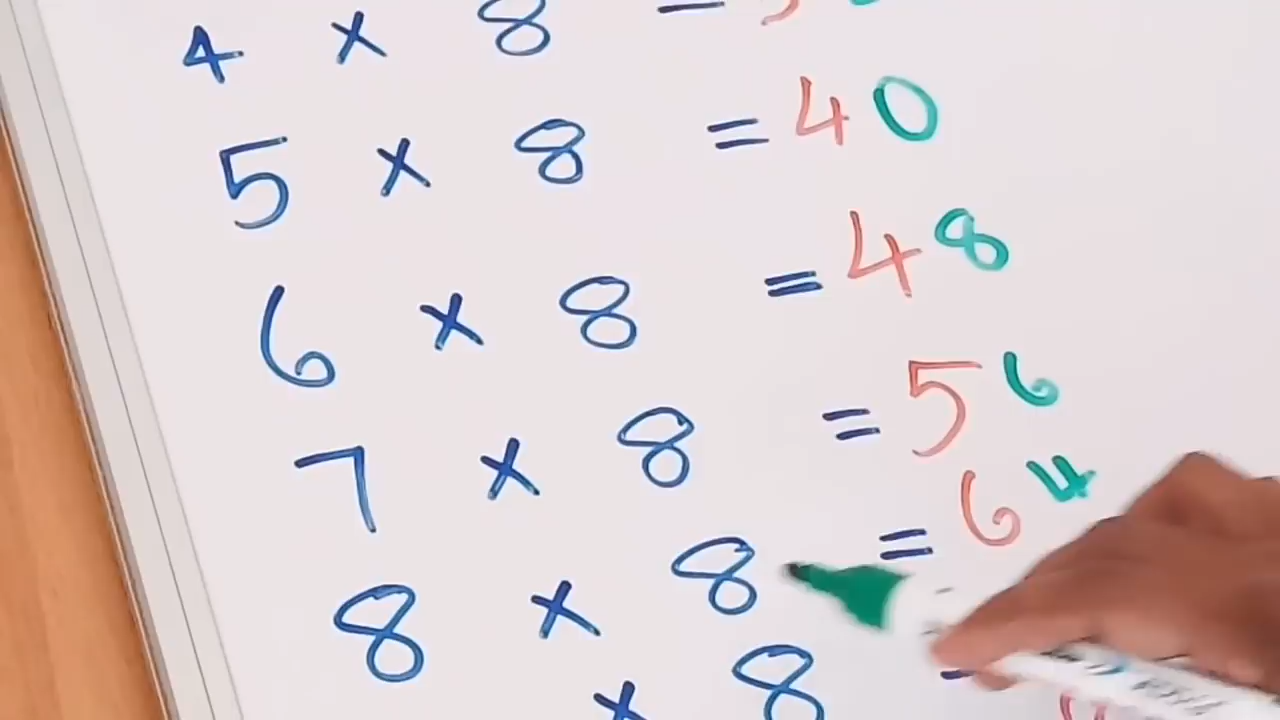 4 × 8 =
5 × 8 = 40
6 × 8 = 48
7 × 8 = 56
8 × 8 = 64
× 8